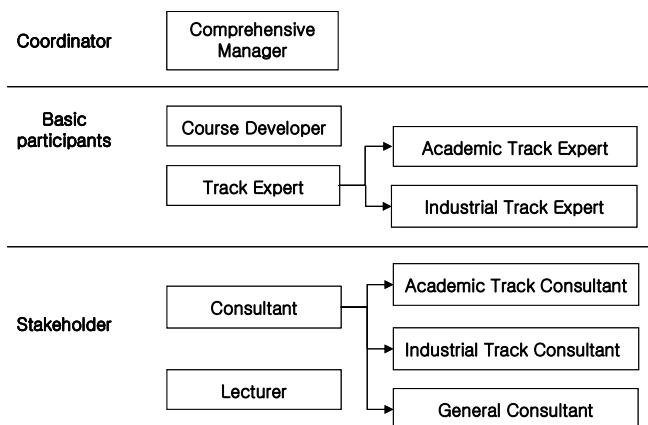 Coordinator
Comprehensive
Manager
Basic
participants
Course Developer
Track Expert
Academic Track Expert
Industrial Track Expert
Stakeholder
Consultant
Lecturer
Academic Track Consultant
Industrial Track Consultant
General Consultant